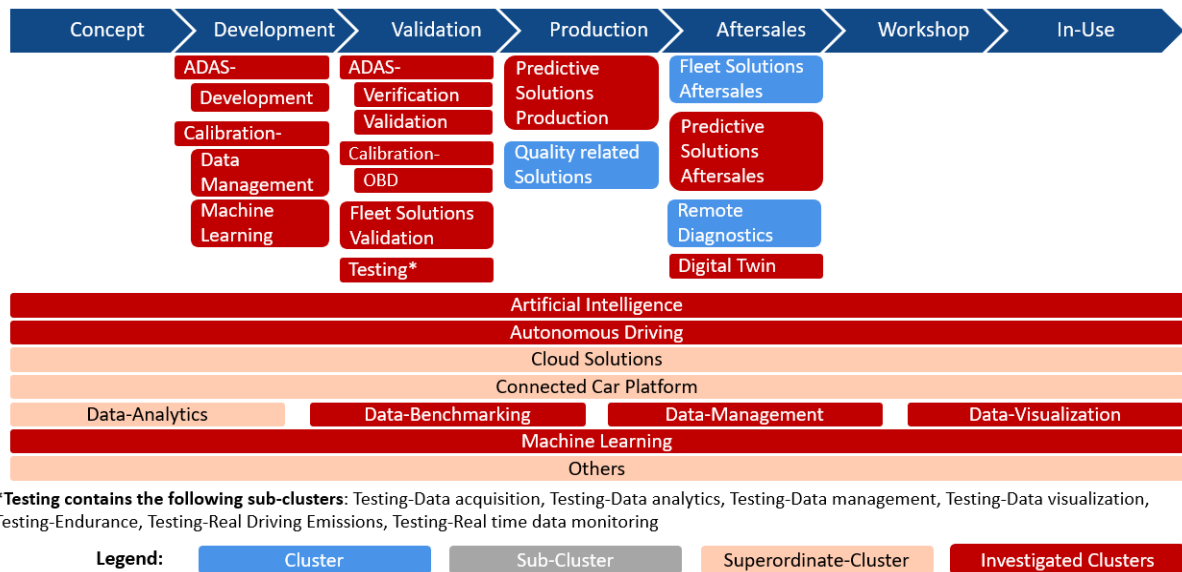 Concept Development Validation Production Aftersales Workshop In-Use
ADAS-
Development
Calibration-
Data
Management
Machine
Learning
ADAS-
Verification
Validation
Calibration-
OBD
Fleet Solutions
Validation
Testing*
Predictive
Solutions
Production
Quality related
Solutions
Fleet Solutions
Aftersales
Predictive
Solutions
Aftersales
Remote
Diagnostics
Digital Twin
Artificial Intelligence
Autonomous Driving
Cloud Solutions
Connected Car Platform
Data-Analytics Data-Benchmarking Data-Management Data-Visualization
Machine Learning
Others
*Testing contains the following sub-clusters: Testing-Data acquisition, Testing-Data analytics, Testing-Data management, Testing-Data visualization,
Testing-Endurance, Testing-Real Driving Emissions, Testing-Real time data monitoring
Legend: Cluster Sub-Cluster Superordinate-Cluster Investigated Clusters